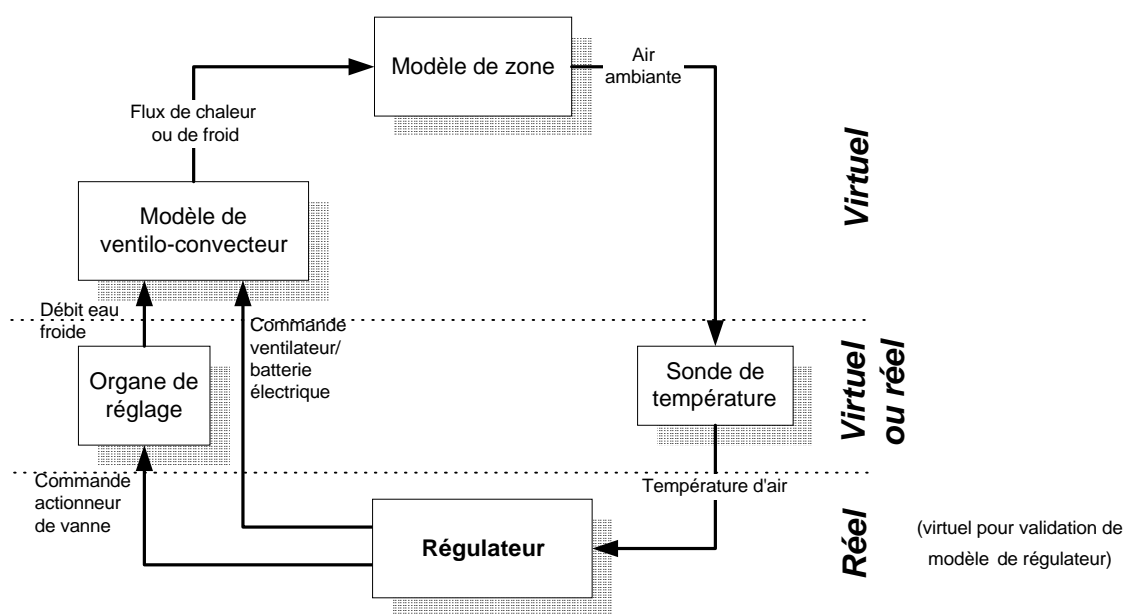 Modèle de zone
Air
ambiante
Flux de chaleur
ou de froid
Virtuel
Modèle de
ventilo-convecteur
Débit eau
froide
Commande
ventilateur/
batterie
électrique
Organe de
réglage
Sonde de
température
Virtuel
ou réel
Commande
actionneur
de vanne
Température d'air
Régulateur
Réel
(virtuel pour validation de
modèle de régulateur)